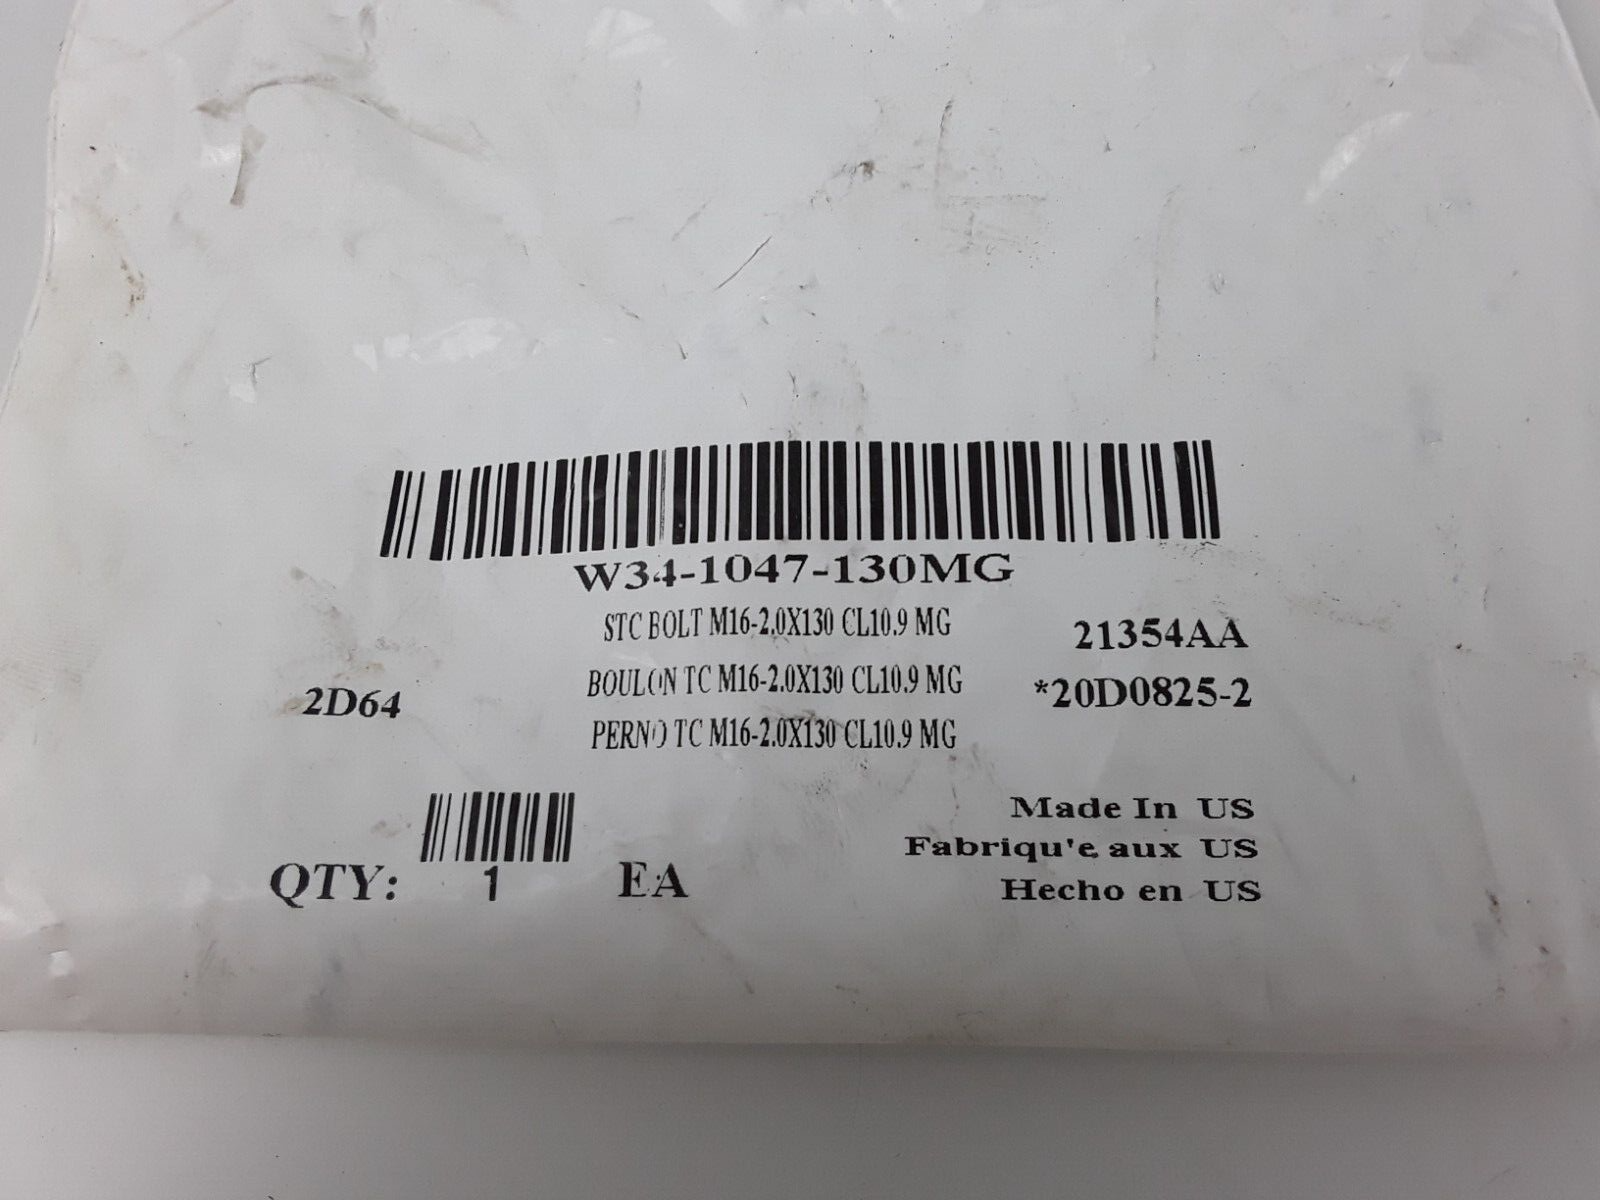 W34-1047-130MG
STC BOLT M16-2.0X130 CL10.9 MG
21354AA
BOULON TC M16-2.0X130 CL10.9 MG
*20D0825-2
2D64
PERNO TC M16-2.0X130 CL10.9 MG
Made In US
Fabriqu'e aux US
Hecho en US
QTY: 1 EA